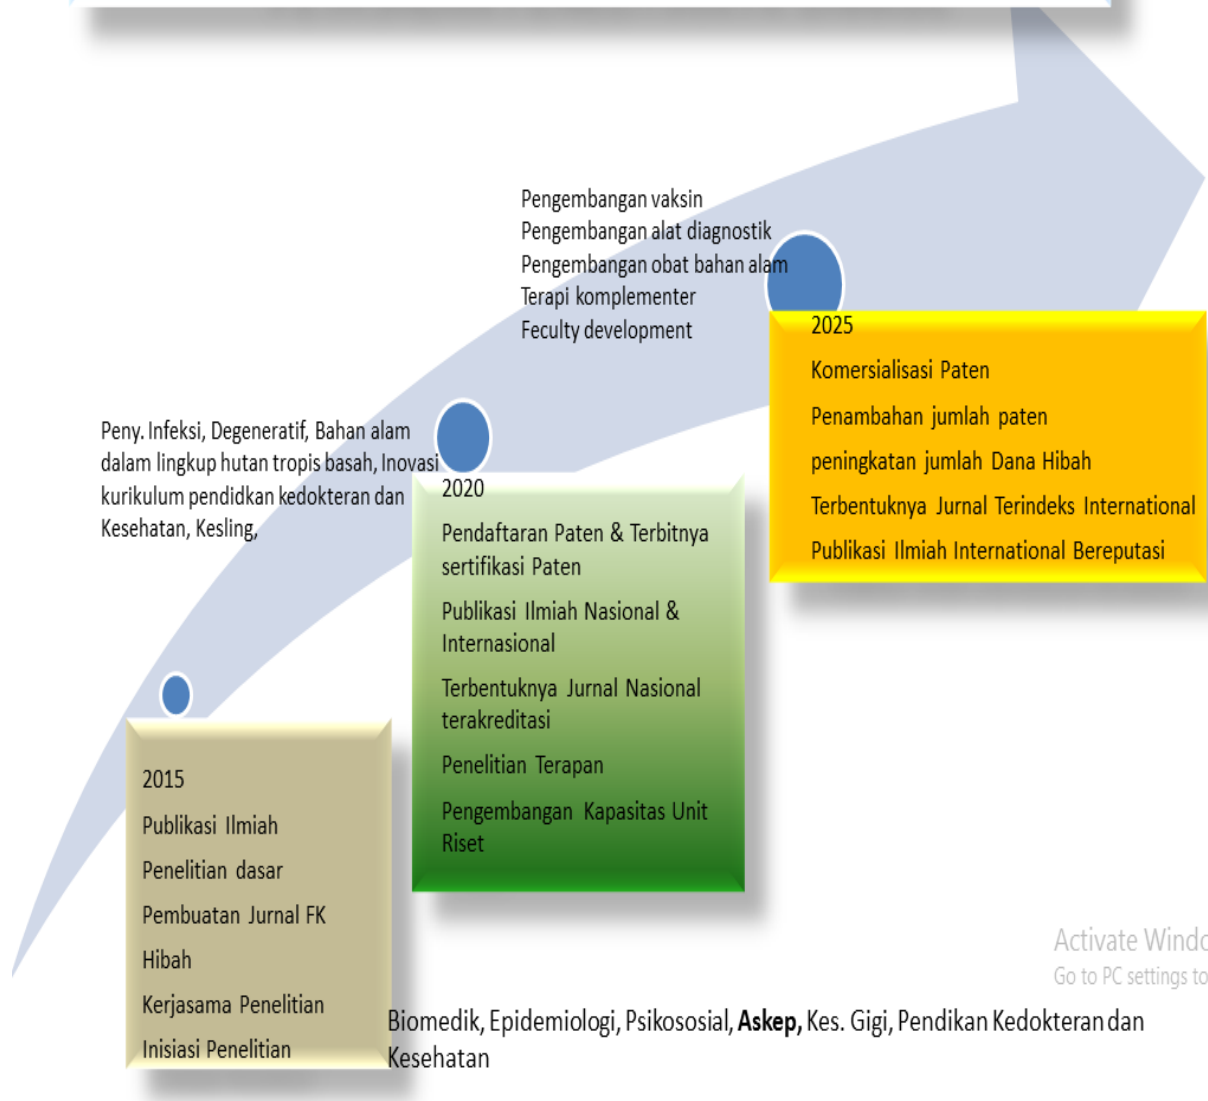 Pengembangan vaksin
Pengembangan alat diagnostik
Pengembangan obat bahan alam
Terapi komplementer
Feculty development
2025
Komersialisasi Paten
Penambahan jumlah paten
peningkatan jumlah Dana Hibah
Terbentuknya Jurnal Terindeks International
Publikasi Ilmiah International Bereputasi
Peny. Infeksi, Degeneratif, Bahan alam
dalam lingkup hutan tropis basah, Inovasi
kurikulum pendidkan kedokteran dan
Kesehatan, Kesling,
2020
Pendaftaran Paten & Terbitnya
sertifikasi Paten
Publikasi Ilmiah Nasional &
Internasional
Terbentuknya Jurnal Nasional
terakreditasi
Penelitian Terapan
Pengembangan Kapasitas Unit
Riset
2015
Publikasi Ilmiah
Penelitian dasar
Pembuatan Jurnal FK
Hibah
Kerjasama Penelitian
Inisiasi Penelitian
Biomedik, Epidemiologi, Psikososial, Askep, Kes. Gigi, Pendikan Kedokteran dan
Kesehatan
Activate Windo
Go to PC settings to